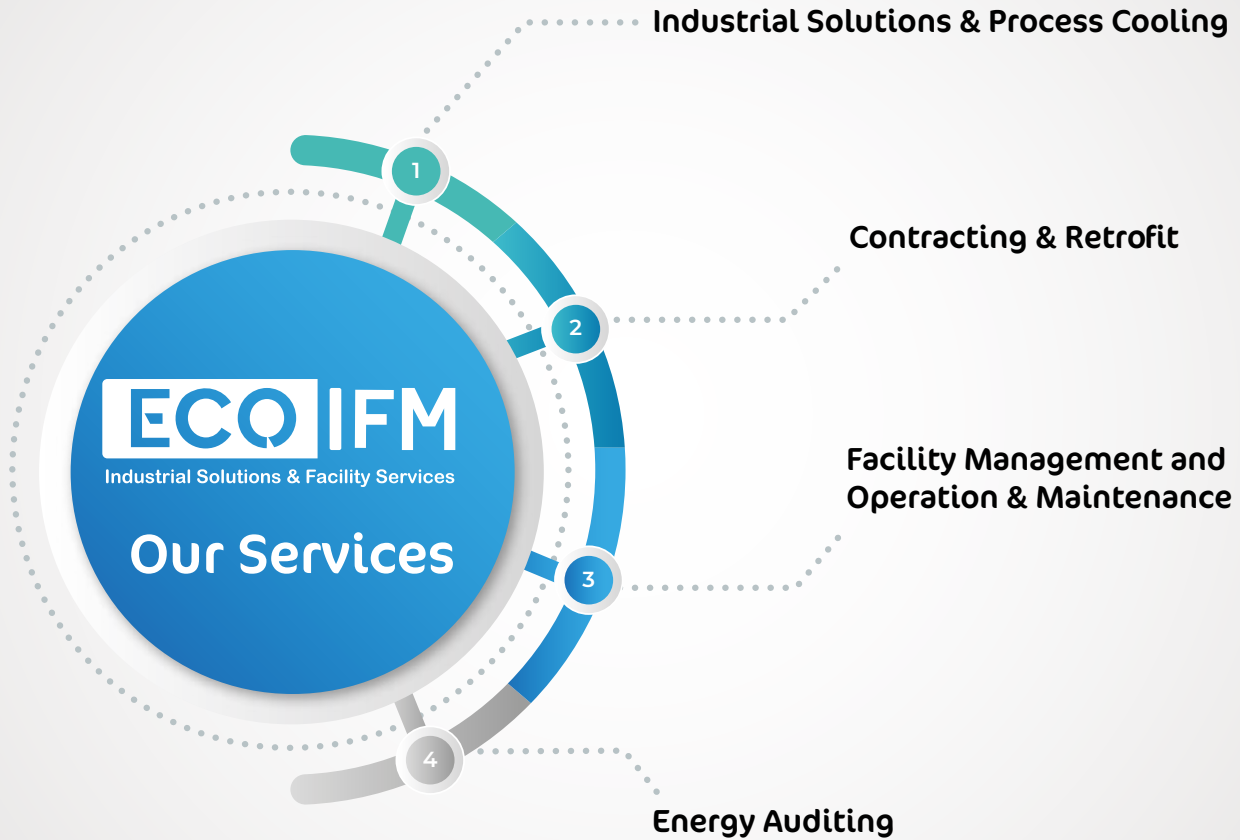 Industrial Solutions & Process Cooling
1
Contracting & Retrofit
2
ECO IFM
Industrial Solutions & Facility Services
Our Services
Facility Management and
Operation & Maintenance
3
4
Energy Auditing